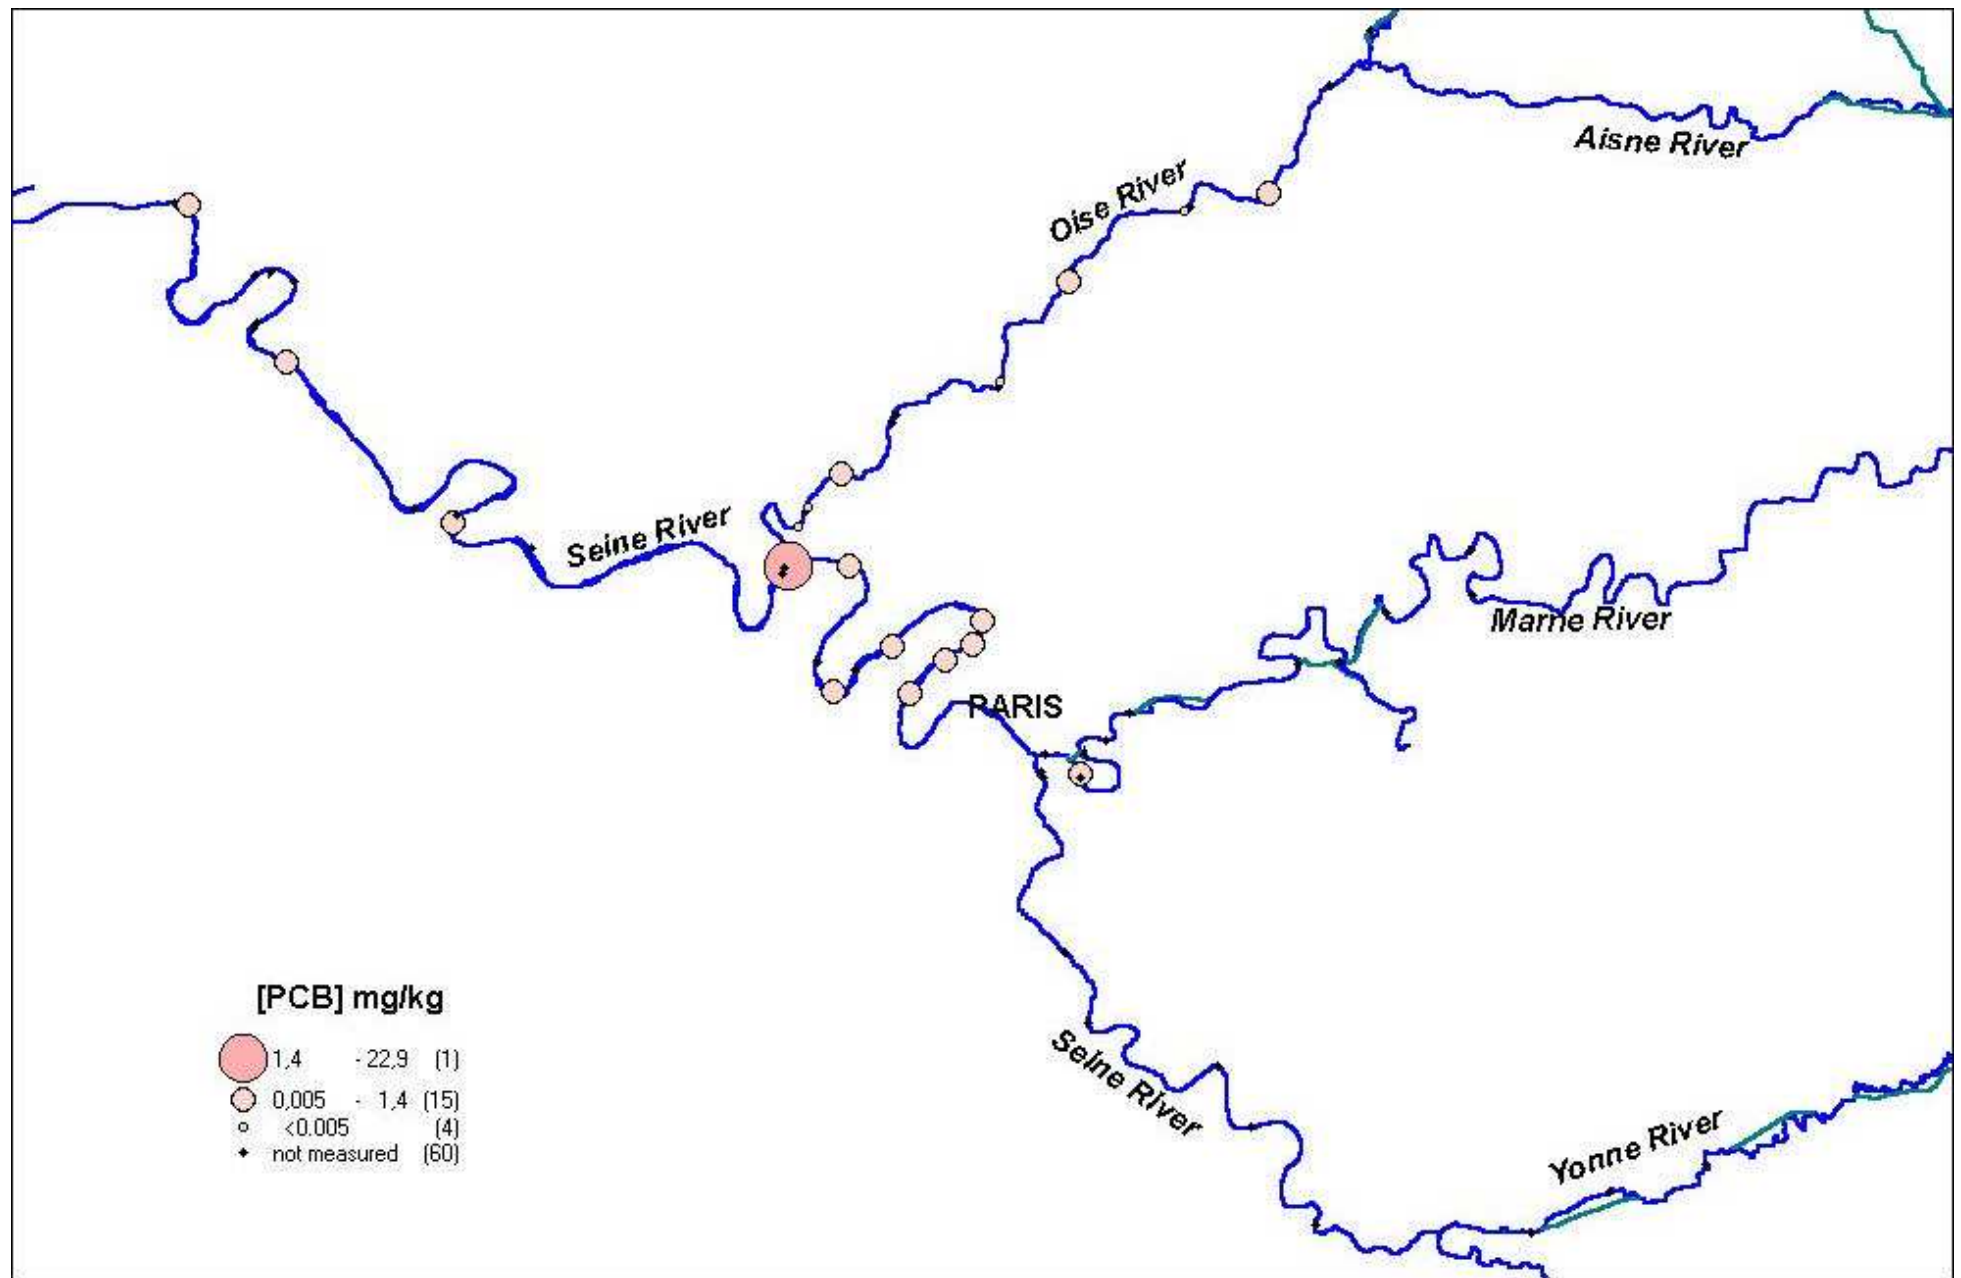 Aisne River
Oise River
Seine River
Marne River
PARIS
[PCB] mg/kg
1,4 - 22,9 (1)
0,005 - 1,4 (15)
<0.005 (4)
not measured (60)
Seine River
Yonne River